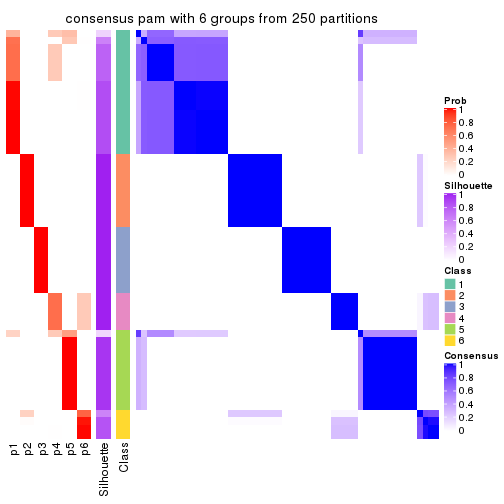 consensus pam with 6 groups from 250 partitions
Prob
1
0.8
0.6
0.4
0.2
0
Silhouette
1
0.8
0.6
0.4
0.2
0
Class
1
2
3
4
5
6
Consensus
1
0.8
0.6
0.4
0.2
0
p1
p2
p3
p4
p5
p6
Silhouette
Class